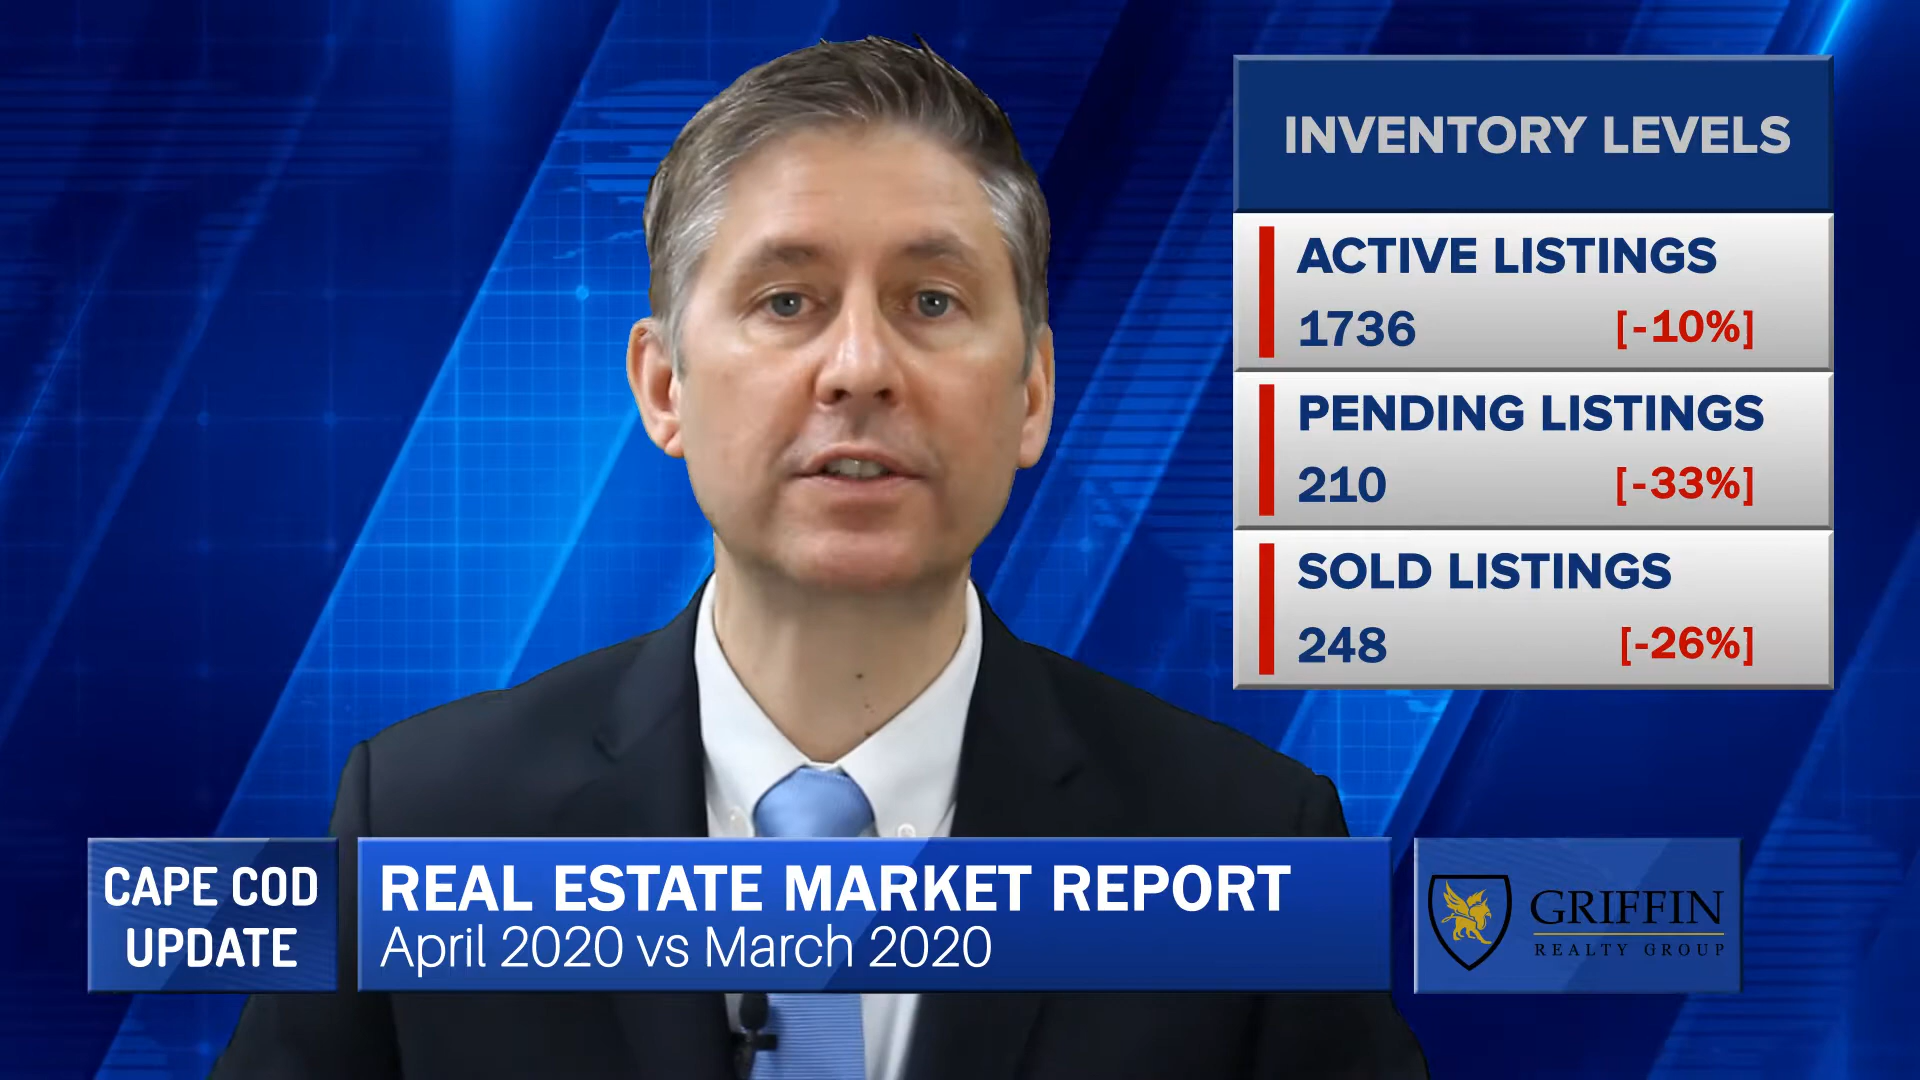 INVENTORY LEVELS
ACTIVE LISTINGS
1736 [-10%]
PENDING LISTINGS
210 [-33%]
SOLD LISTINGS
248 [-26%]
CAPE COD
UPDATE
REAL ESTATE MARKET REPORT
April 2020 vs March 2020
GRIFFIN
REALTY GROUP